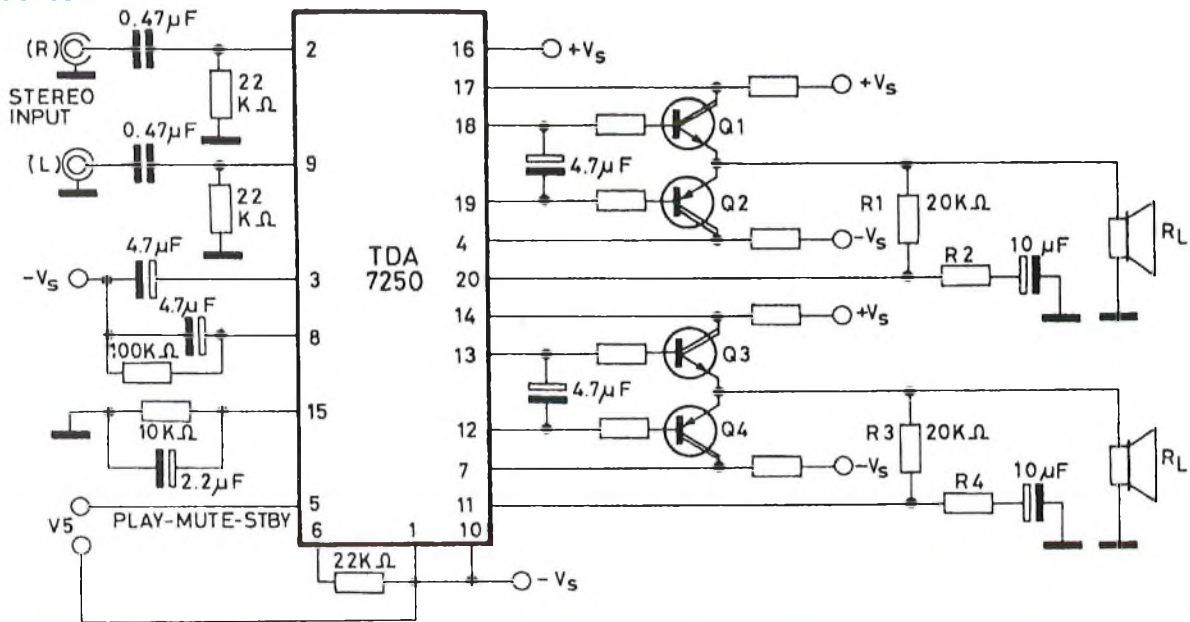 (R)
0.47µF
22
KΩ
STEREO
INPUT
0.47µF
(L)
22
KΩ
4.7µF
-Vs
4.7µF
100KΩ
10KΩ
2.2µF
V5
PLAY-MUTE-STBY
22KΩ
-Vs
TDA
7250
2
9
3
8
15
5
6
1
10
16
17
18
19
4
20
14
13
12
7
11
+Vs
+Vs
Q1
4.7µF
Q2
-Vs
R1
20KΩ
R2
10 µF
RL
+Vs
Q3
4.7µF
Q4
-Vs
R3
20KΩ
R4
10µF
RL